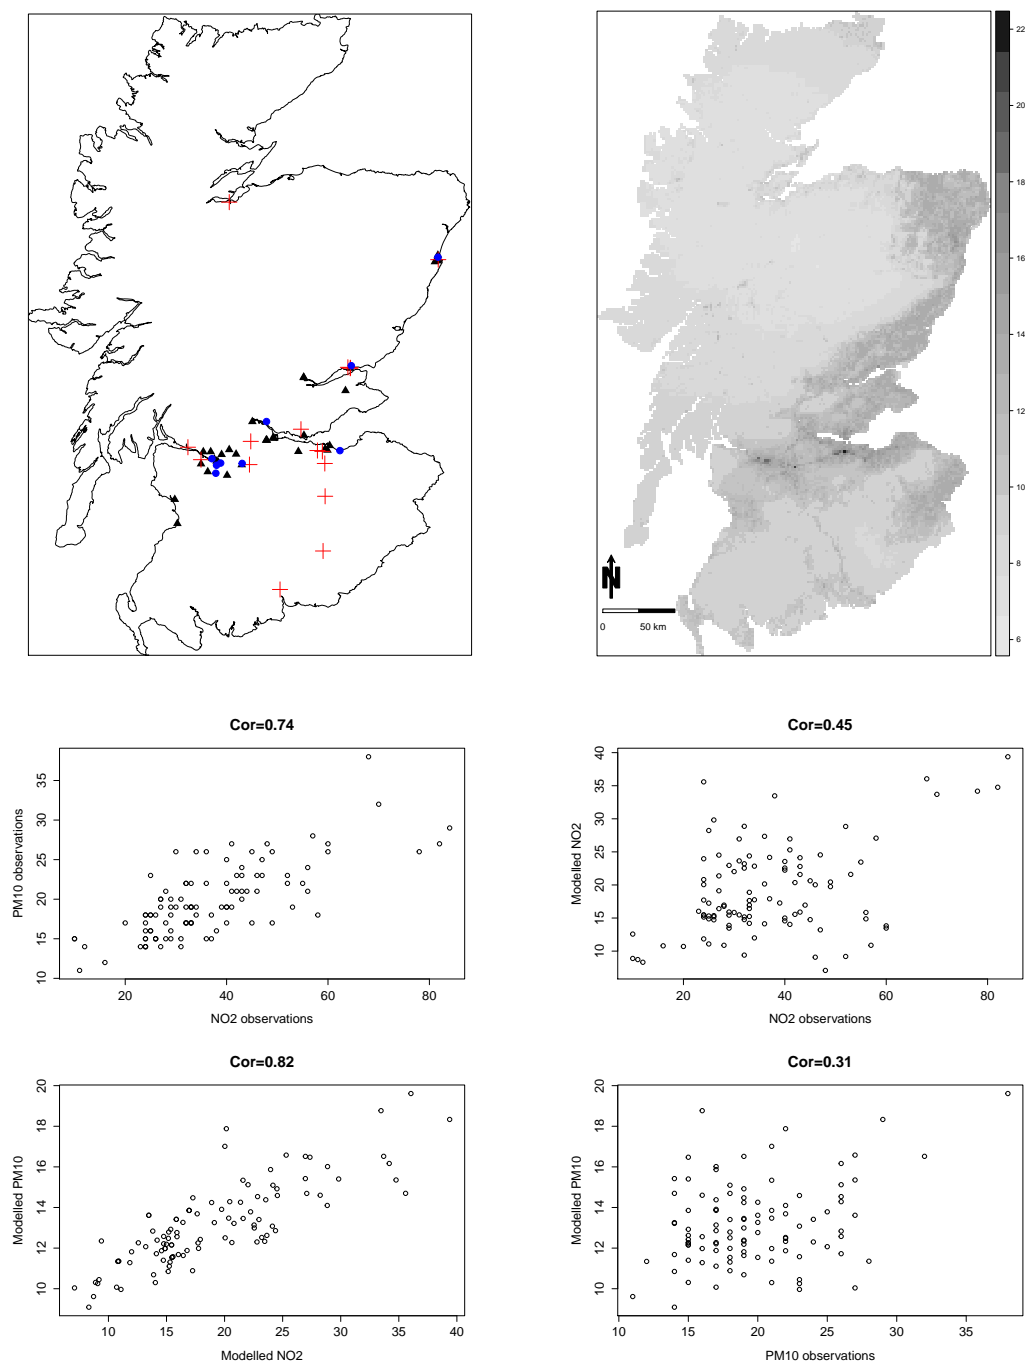 22
20
18
16
14
12
10
8
6
N
0 50 km
Cor=0.74
PM10 observations
10 15 20 25 30 35
20 40 60 80
NO2 observations
Cor=0.45
Modelled NO2
10 20 30 40
20 40 60 80
NO2 observations
Cor=0.82
Modelled PM10
10 12 14 16 18
10 15 20 25 30 35 40
Modelled NO2
Cor=0.31
Modelled PM10
10 12 14 16 18 20
10 15 20 25 30 35
PM10 observations